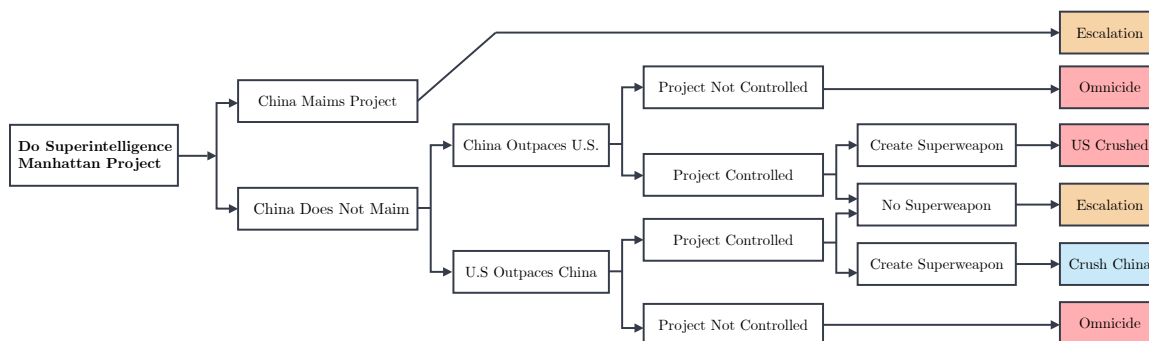 Escalation
China Maims Project
Project Not Controlled
Omnicide
Do Superintelligence
Manhattan Project
China Outpaces U.S.
Create Superweapon
US Crushed
Project Controlled
China Does Not Maim
No Superweapon
Escalation
Project Controlled
U.S Outpaces China
Create Superweapon
Crush China
Project Not Controlled
Omnicide